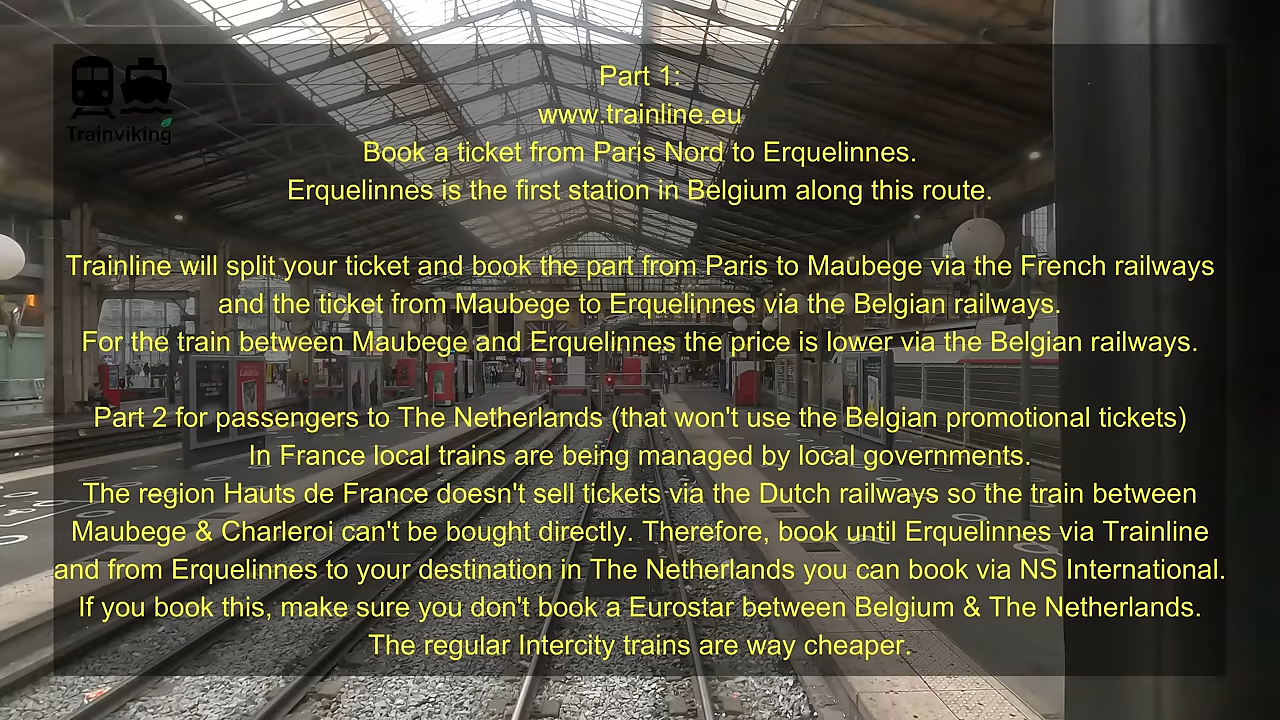 Trainviking
Part 1:
www.trainline.eu
Book a ticket from Paris Nord to Erquelinnes.
Erquelinnes is the first station in Belgium along this route.
Trainline will split your ticket and book the part from Paris to Maubege via the French railways
and the ticket from Maubege to Erquelinnes via the Belgian railways.
For the train between Maubege and Erquelinnes the price is lower via the Belgian railways.
Part 2 for passengers to The Netherlands (that won't use the Belgian promotional tickets)
In France local trains are being managed by local governments.
The region Hauts de France doesn't sell tickets via the Dutch railways so the train between
Maubege & Charleroi can't be bought directly. Therefore, book until Erquelinnes via Trainline
and from Erquelinnes to your destination in The Netherlands you can book via NS International.
If you book this, make sure you don't book a Eurostar between Belgium & The Netherlands.
The regular Intercity trains are way cheaper.